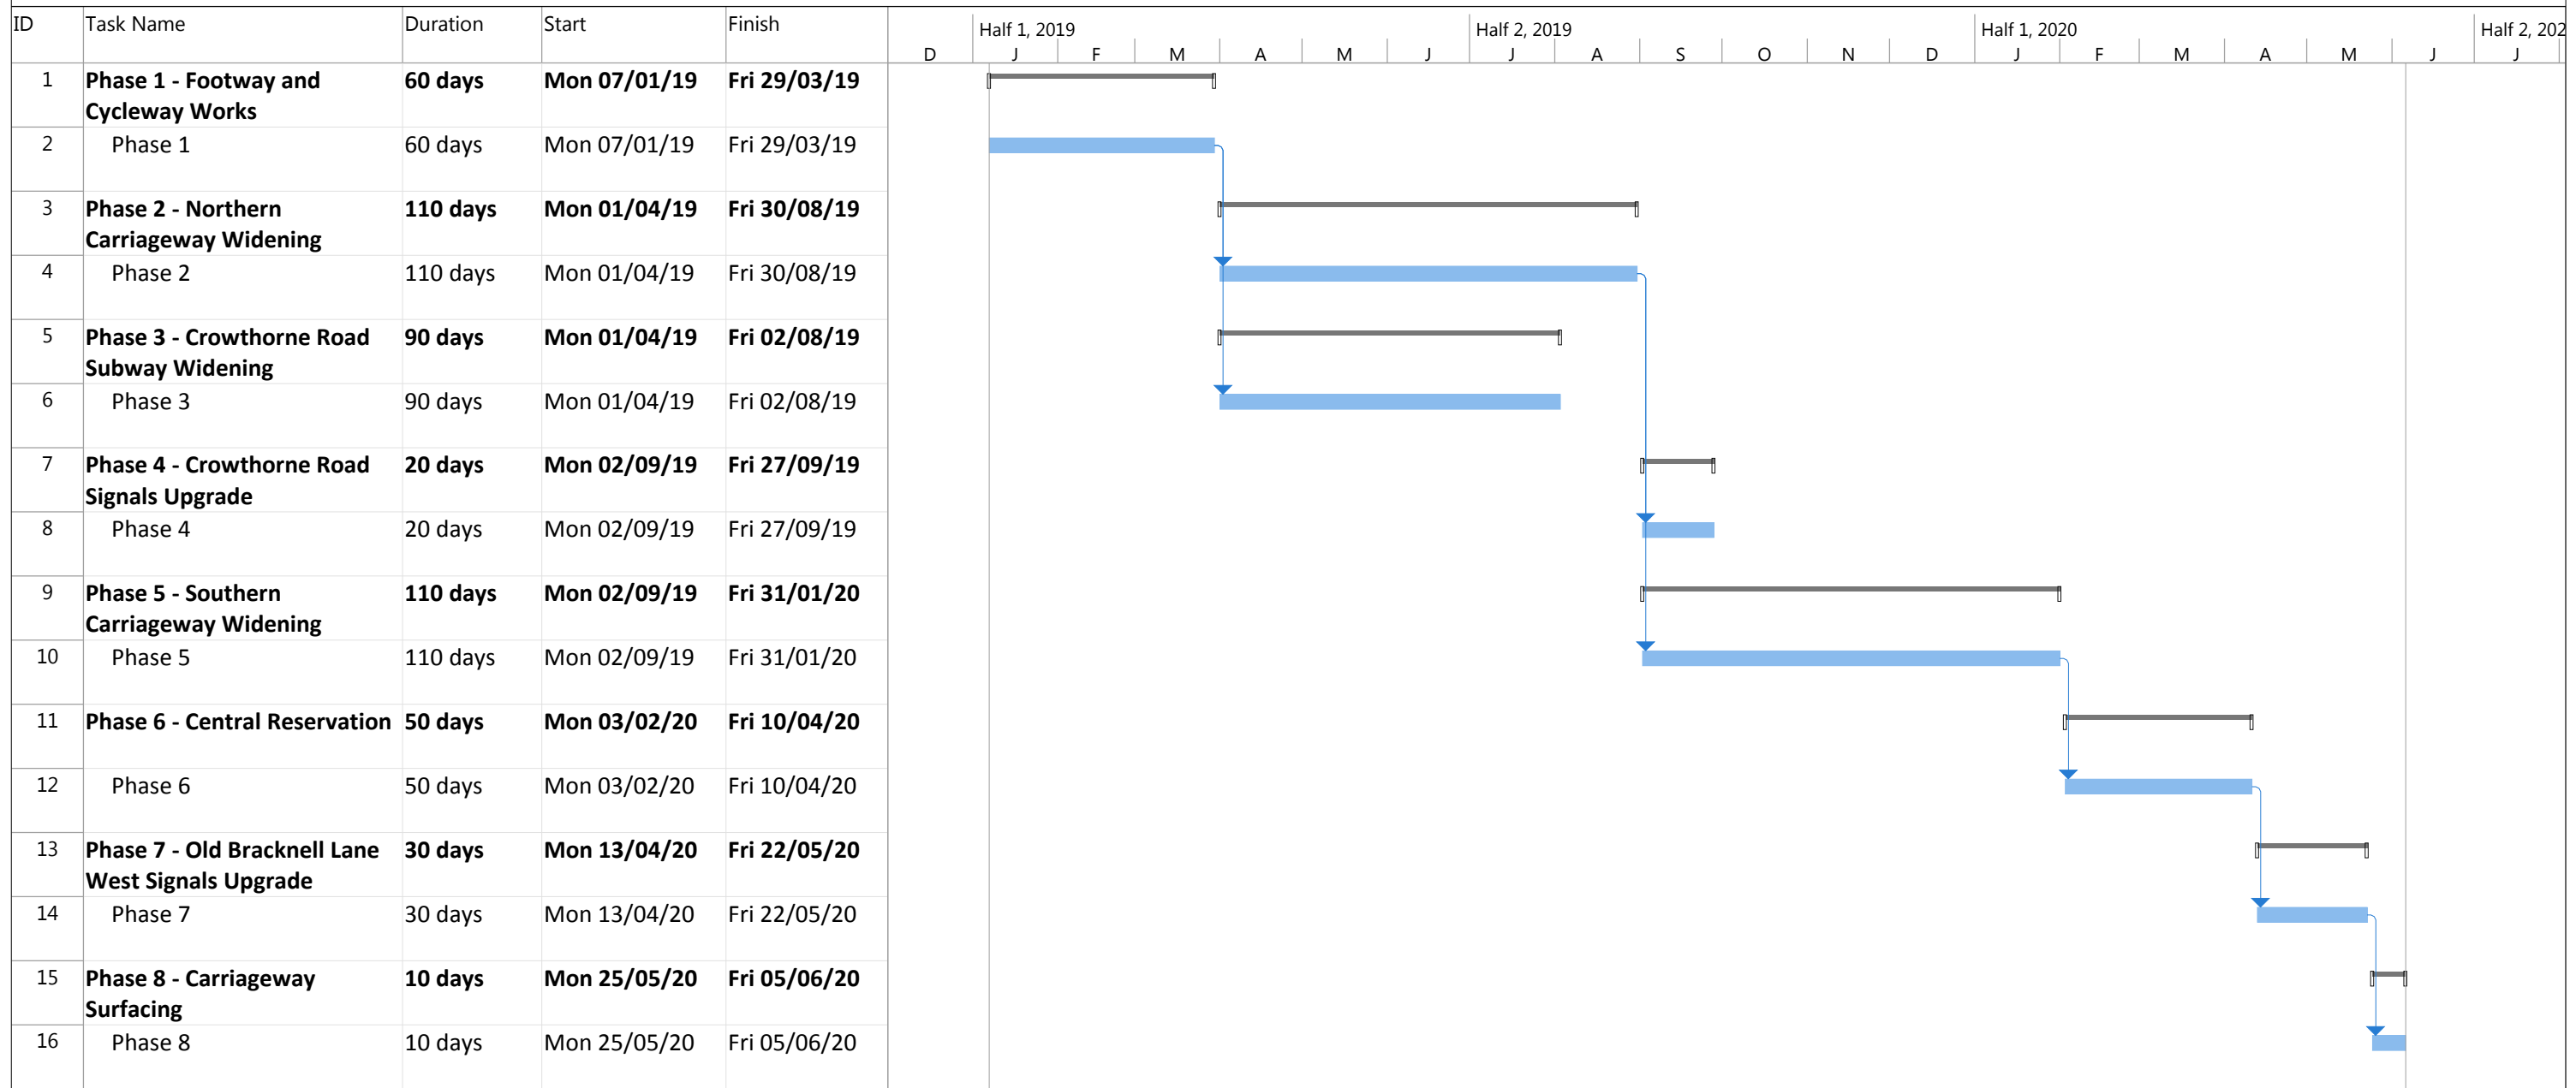 ID Task Name Duration Start Finish
Half 1, 2019 Half 2, 2019 Half 1, 2020 Half 2, 202
D J F M A M J J A S O N D J F M A M J J
1 Phase 1 - Footway and 60 days Mon 07/01/19 Fri 29/03/19
Cycleway Works
2 Phase 1 60 days Mon 07/01/19 Fri 29/03/19
3 Phase 2 - Northern 110 days Mon 01/04/19 Fri 30/08/19
Carriageway Widening
4 Phase 2 110 days Mon 01/04/19 Fri 30/08/19
5 Phase 3 - Crowthorne Road 90 days Mon 01/04/19 Fri 02/08/19
Subway Widening
6 Phase 3 90 days Mon 01/04/19 Fri 02/08/19
7 Phase 4 - Crowthorne Road 20 days Mon 02/09/19 Fri 27/09/19
Signals Upgrade
8 Phase 4 20 days Mon 02/09/19 Fri 27/09/19
9 Phase 5 - Southern 110 days Mon 02/09/19 Fri 31/01/20
Carriageway Widening
10 Phase 5 110 days Mon 02/09/19 Fri 31/01/20
11 Phase 6 - Central Reservation 50 days Mon 03/02/20 Fri 10/04/20
12 Phase 6 50 days Mon 03/02/20 Fri 10/04/20
13 Phase 7 - Old Bracknell Lane 30 days Mon 13/04/20 Fri 22/05/20
West Signals Upgrade
14 Phase 7 30 days Mon 13/04/20 Fri 22/05/20
15 Phase 8 - Carriageway 10 days Mon 25/05/20 Fri 05/06/20
Surfacing
16 Phase 8 10 days Mon 25/05/20 Fri 05/06/20